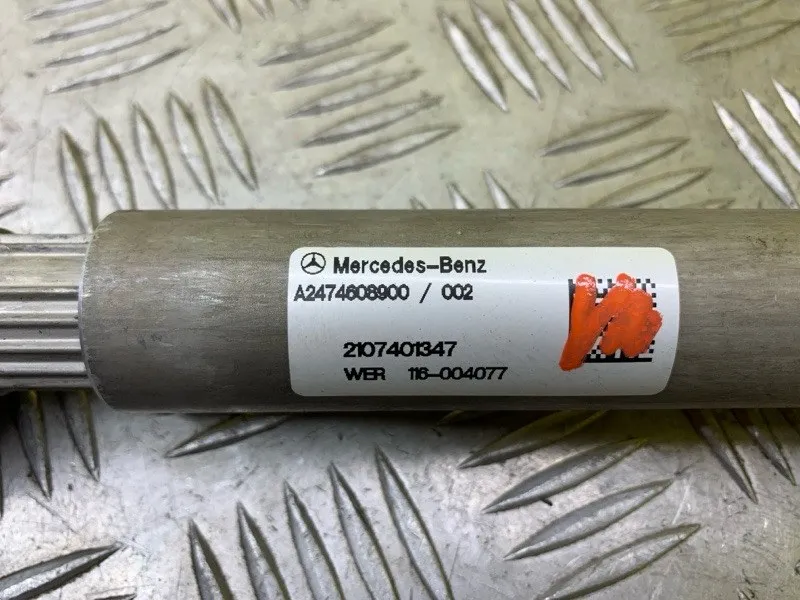 Mercedes-Benz
A2474608900 / 002
2107401347
WER 116-004077